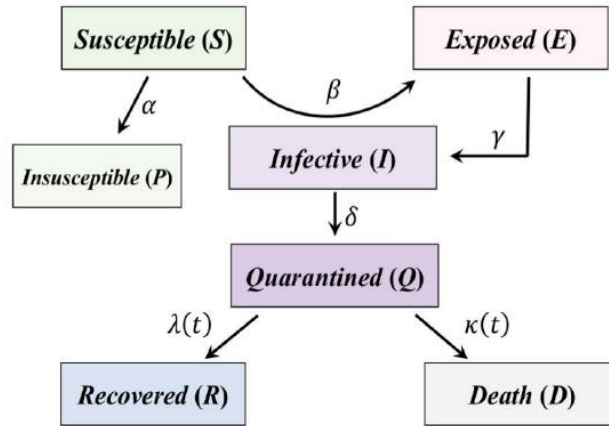 Susceptible (S)
Exposed (E)
α
β
Insusceptible (P)
Infective (I)
γ
δ
Quarantined (Q)
λ(t)
κ(t)
Recovered (R)
Death (D)